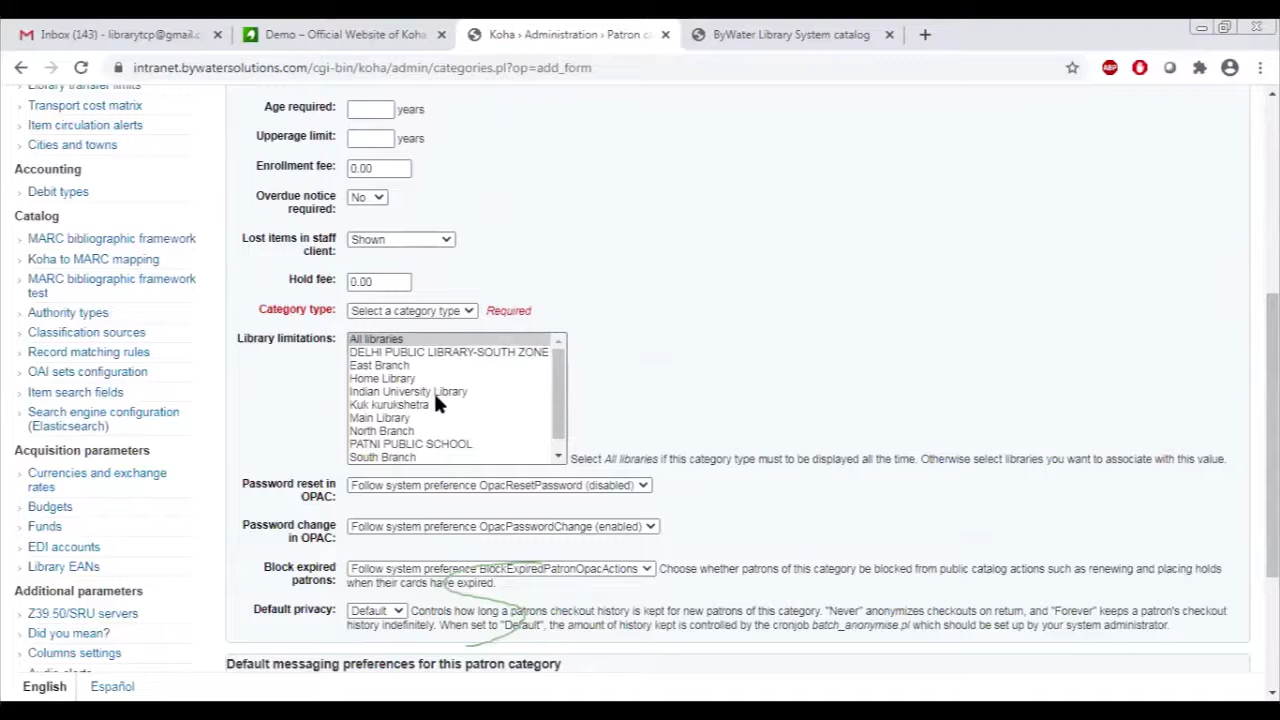 Inbox (143) - librarytcp@gmail.c
Demo – Official Website of Koha
Koha › Administration › Patron ca
ByWater Library System catalog
intranet.bywatersolutions.com/cgi-bin/koha/admin/categories.pl?op=add_form
ABP
Library transfer limits
Transport cost matrix
Item circulation alerts
Cities and towns
Accounting
Debit types
Catalog
MARC bibliographic framework
Koha to MARC mapping
MARC bibliographic framework
test
Authority types
Classification sources
Record matching rules
OAI sets configuration
Item search fields
Search engine configuration
(Elasticsearch)
Acquisition parameters
Currencies and exchange
rates
Budgets
Funds
EDI accounts
Library EANs
Additional parameters
Z39.50/SRU servers
Did you mean?
Columns settings
Audio alerts
English
Español
Age required: years
Upperage limit: years
Enrollment fee: 0.00
Overdue notice
required: No
Lost items in staff
client: Shown
Hold fee: 0.00
Category type: Select a category type Required
Library limitations: All libraries
DELHI PUBLIC LIBRARY-SOUTH ZONE
East Branch
Home Library
Indian University Library
Kuk kurukshetra
Main Library
North Branch
PATNI PUBLIC SCHOOL
South Branch
Select All libraries if this category type must to be displayed all the time. Otherwise select libraries you want to associate with this value.
Password reset in
OPAC: Follow system preference OpacResetPassword (disabled)
Password change
in OPAC: Follow system preference OpacPasswordChange (enabled)
Block expired
patrons: Follow system preference BlockExpiredPatronOpacActions Choose whether patrons of this category be blocked from public catalog actions such as renewing and placing holds
when their cards have expired.
Default privacy: Default Controls how long a patrons checkout history is kept for new patrons of this category. "Never" anonymizes checkouts on return, and "Forever" keeps a patron's checkout
history indefinitely. When set to "Default", the amount of history kept is controlled by the cronjob batch_anonymise.pl which should be set up by your system administrator.
Default messaging preferences for this patron category